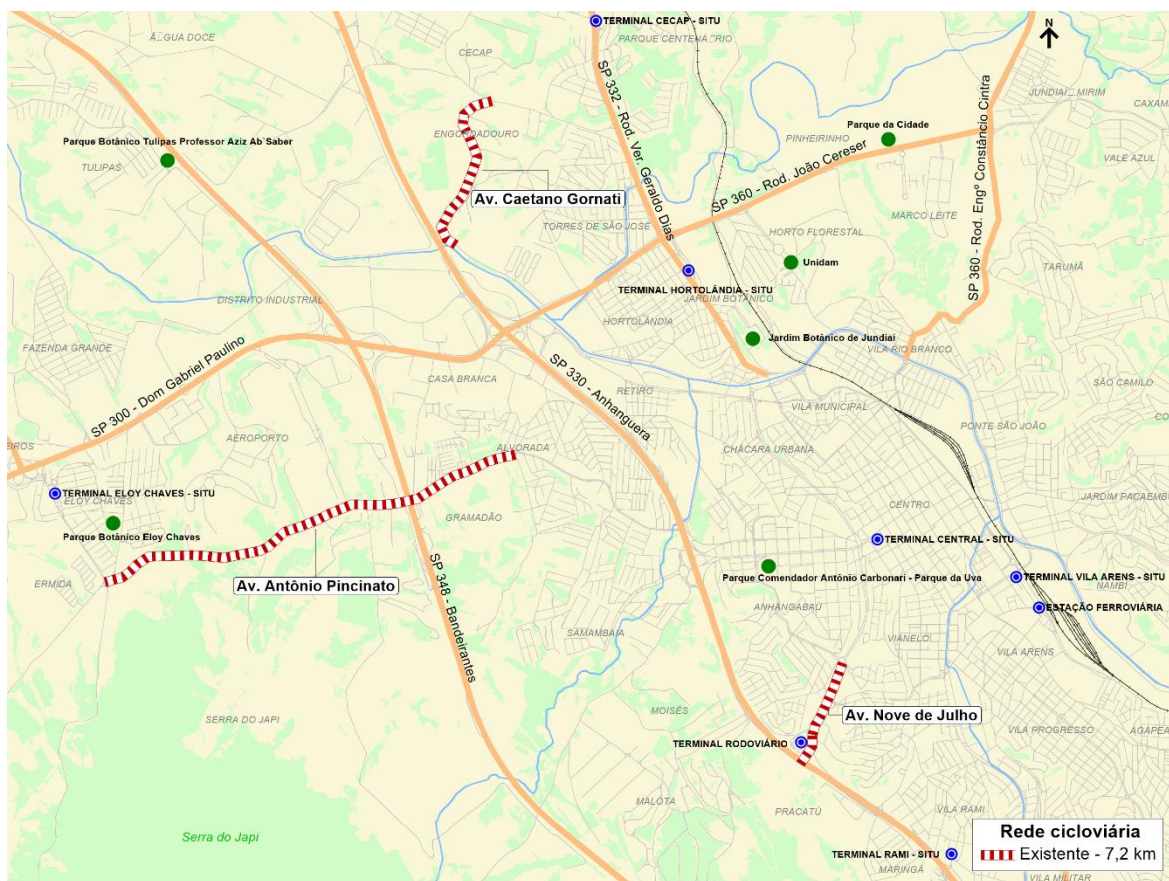 TERMINAL CECAP - SITU
N
ÁGUA DOCE
PARQUE CENTENÁRIO
CECAP
SP 332 - Rod. Ver. Geraldo Dias
JUNDIAÍ - MIRIM
CAXAM
Parque da Cidade
ENGORDADOURO
PINHEIRINHO
Parque Botânico Tulipas Professor Aziz Ab`Saber
TULIPAS
VALE AZUL
SP 360 - Rod. João Cereser
SP 360 - Rod. Engº Constâncio Cintra
Av. Caetano Gornati
MARCO LEITE
TORRES DE SÃO JOSÉ
HORTO FLORESTAL
Unidam
TARUMÃ
TERMINAL HORTOLÂNDIA - SITU
JARDIM BOTÂNICO
DISTRITO INDUSTRIAL
HORTOLÂNDIA
Jardim Botânico de Jundiaí
FAZENDA GRANDE
VILA RIO BRANCO
SP 300 - Dom Gabriel Paulino
SP 330 - Anhanguera
CASA BRANCA
RETIRO
SÃO CAMILO
CO
VILA MUNICIPAL
PONTE SÃO JOÃO
AEROPORTO
EIROS
ALVORADA
CHÁCARA URBANA
TERMINAL ELOY CHAVES - SITU
ELOY CHAVES
JARDIM PACAEMBU
CENTRO
GRAMADÃO
Parque Botânico Eloy Chaves
TERMINAL CENTRAL - SITU
ERMIDA
Av. Antônio Pincinato
SP 348 - Bandeirantes
Parque Comendador Antônio Carbonari - Parque da Uva
TERMINAL VILA ARENS - SITU
NAMBI
ANHANGABAÚ
ESTAÇÃO FERROVIÁRIA
SAMAMBAIA
VIANELO
VILA ARENS
SERRA DO JAPI
MOISÉS
Av. Nove de Julho
VILA PROGRESSO
AGAPEA
TERMINAL RODOVIÁRIO
MALOTA
PRACATÚ
VILA RAMI
Serra do Japi
TERMINAL RAMI - SITU
MARINGÁ
VILA MILITAR
Rede cicloviária
Existente - 7,2 km